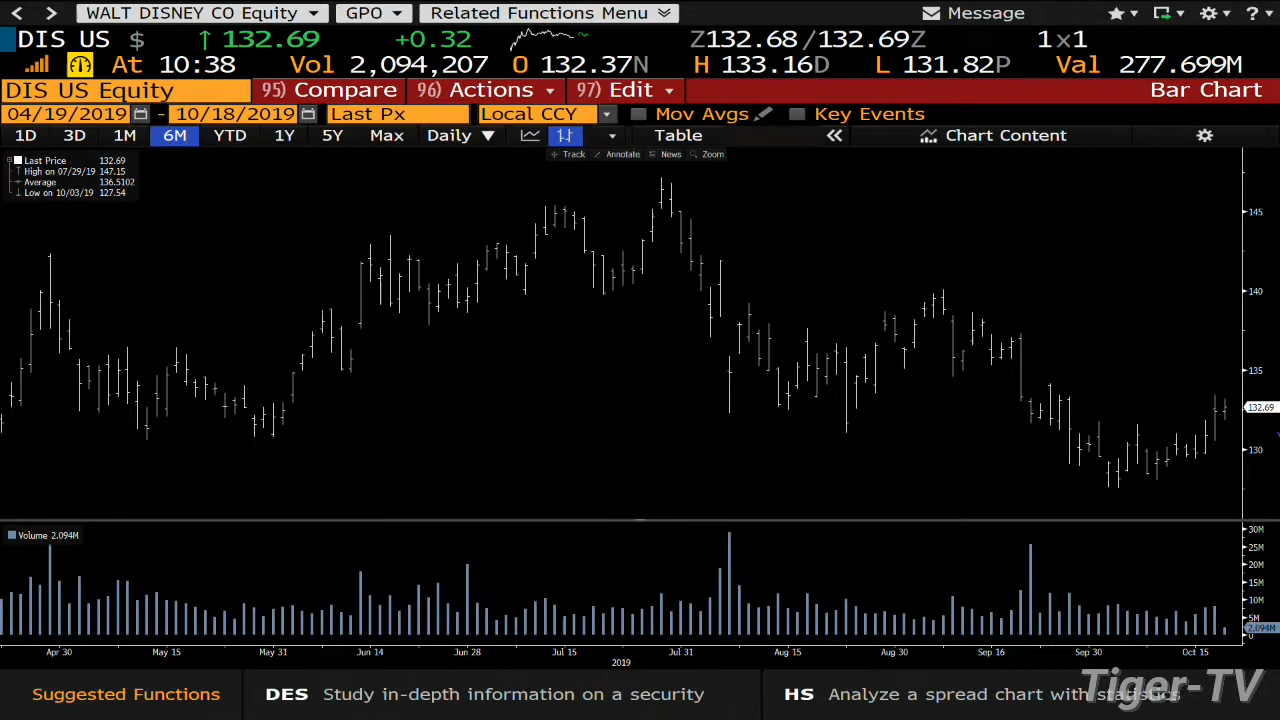 WALT DISNEY CO Equity GPO Related Functions Menu Message ?
DIS US $ ↑ 132.69 +0.32 Z132.68/132.69Z 1x1
At 10:38 Vol 2,094,207 O 132.37N H 133.16D L 131.82P Val 277.699M
DIS US Equity 95) Compare 96) Actions 97) Edit Bar Chart
04/19/2019 - 10/18/2019 Last Px Local CCY Mov Avgs Key Events
1D 3D 1M 6M YTD 1Y 5Y Max Daily ▼ Table « Chart Content
Track Annotate News Zoom
Last Price 132.69
High on 07/29/19 147.15
Average 136.5102
Low on 10/03/19 127.54
145
140
135
132.69
130
Volume 2.094M
30M
25M
20M
15M
10M
5M
2.094M
0
Apr 30 May 15 May 31 Jun 14 Jun 28 Jul 15 Jul 31 Aug 15 Aug 30 Sep 16 Sep 30 Oct 15
2019
Suggested Functions DES Study in-depth information on a security HS Analyze a spread chart with statistics
Tiger-TV